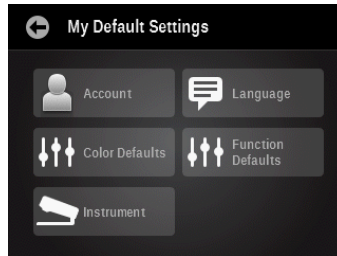 My Default Settings
Account
Language
Color Defaults
Function
Defaults
Instrument